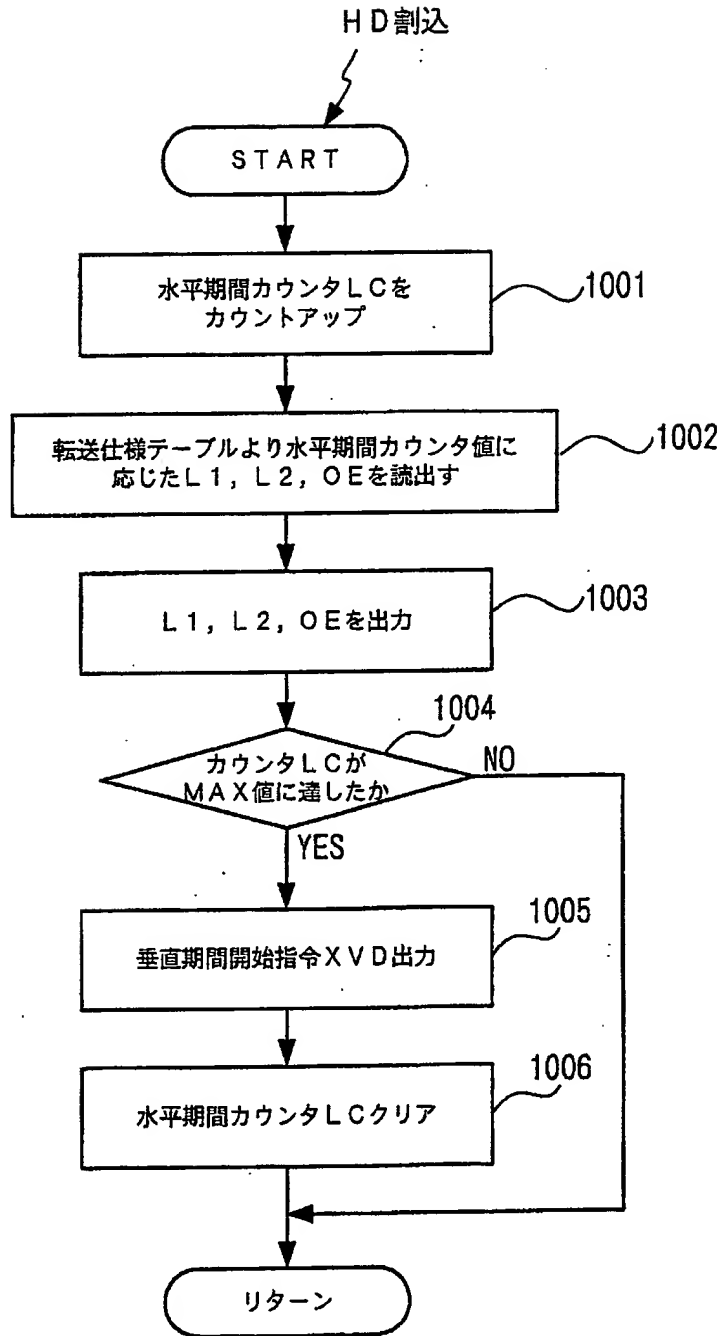 ＨＤ割込
ＳＴＡＲＴ
水平期間カウンタＬＣを
カウントアップ
1001
転送仕様テーブルより水平期間カウンタ値に
応じたＬ１，Ｌ２，ＯＥを読出す
1002
Ｌ１，Ｌ２，ＯＥを出力
1003
1004
カウンタＬＣが
ＭＡＸ値に達したか
NO
YES
垂直期間開始指令ＸＶＤ出力
1005
水平期間カウンタＬＣクリア
1006
リターン